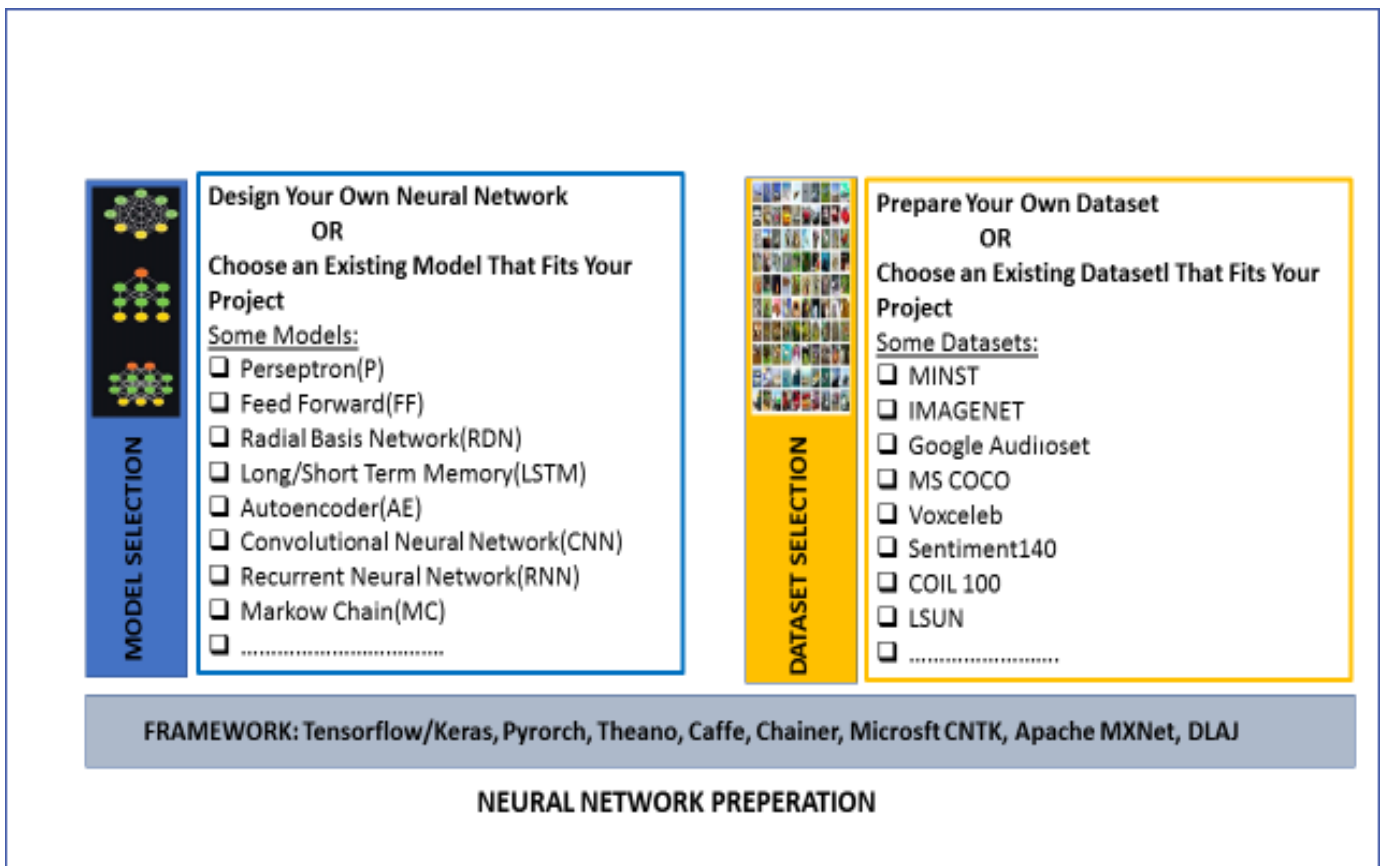 MODEL SELECTION
Design Your Own Neural Network
OR
Choose an Existing Model That Fits Your
Project
Some Models:
Perseptron(P)
Feed Forward(FF)
Radial Basis Network(RDN)
Long/Short Term Memory(LSTM)
Autoencoder(AE)
Convolutional Neural Network(CNN)
Recurrent Neural Network(RNN)
Markow Chain(MC)
.................................
DATASET SELECTION
Prepare Your Own Dataset
OR
Choose an Existing Datasetl That Fits Your
Project
Some Datasets:
MINST
IMAGENET
Google Audiıoset
MS COCO
Voxceleb
Sentiment140
COIL 100
LSUN
........................
FRAMEWORK: Tensorflow/Keras, Pyrorch, Theano, Caffe, Chainer, Microsft CNTK, Apache MXNet, DLAJ
NEURAL NETWORK PREPERATION